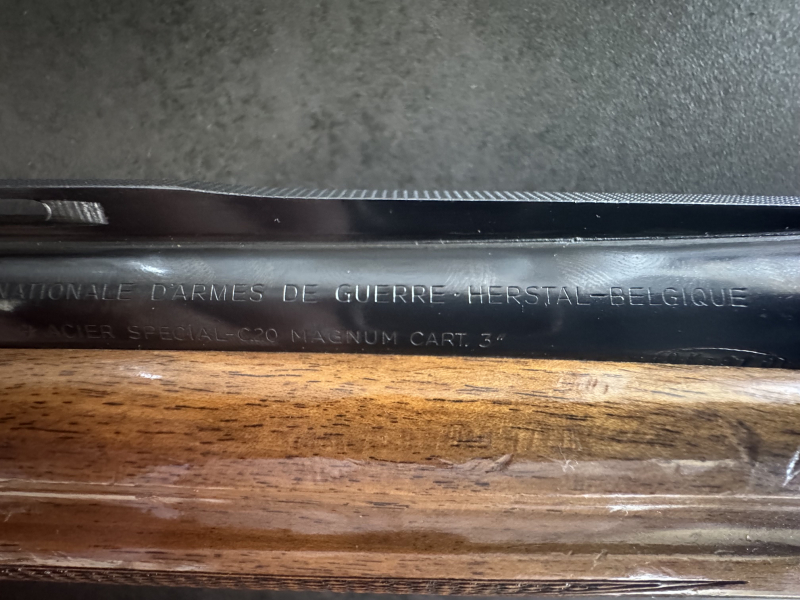 NATIONALE D'ARMES DE GUERRE-HERSTAL-BELGIQUE
ACIER SPECIAL-C20 MAGNUM CART. 3"